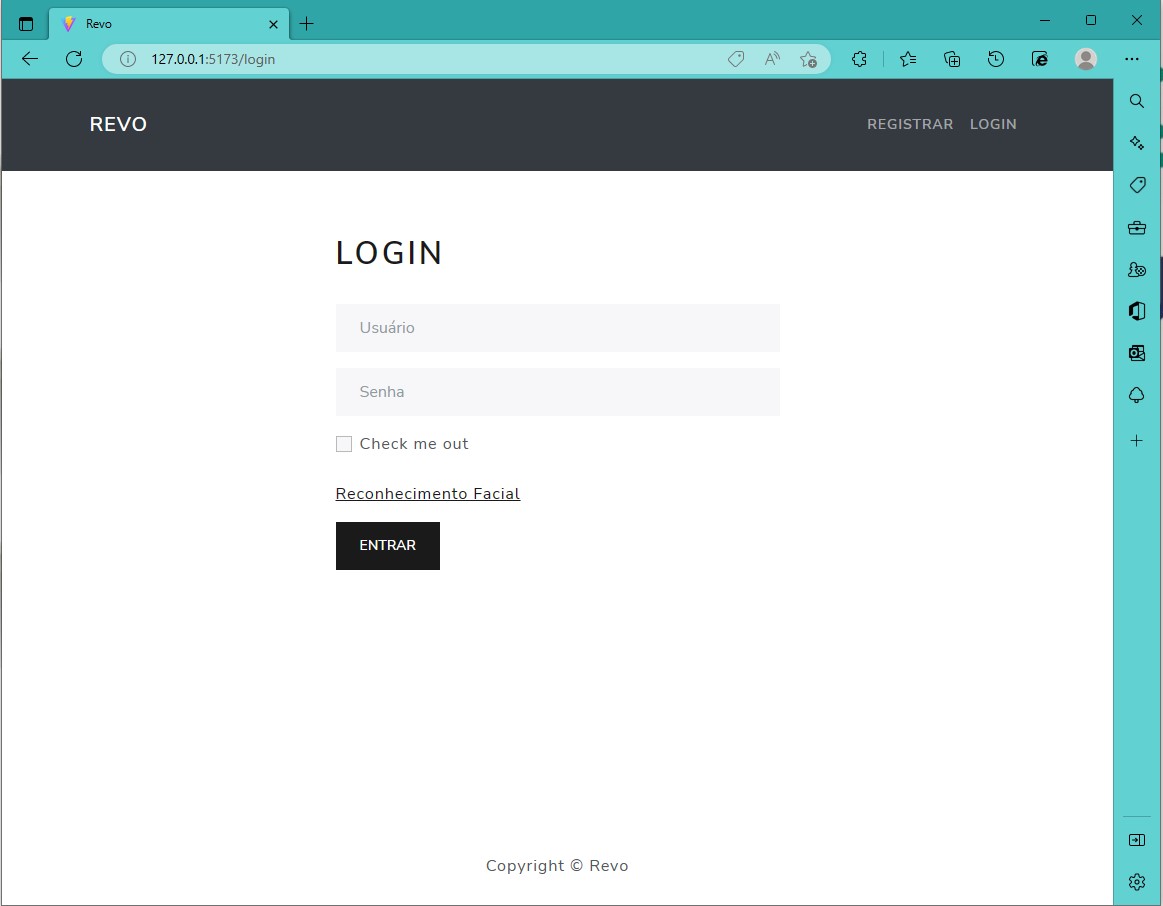 Revo
127.0.0.1:5173/login
REVO
REGISTRAR LOGIN
LOGIN
Usuário
Senha
Check me out
Reconhecimento Facial
ENTRAR
Copyright © Revo